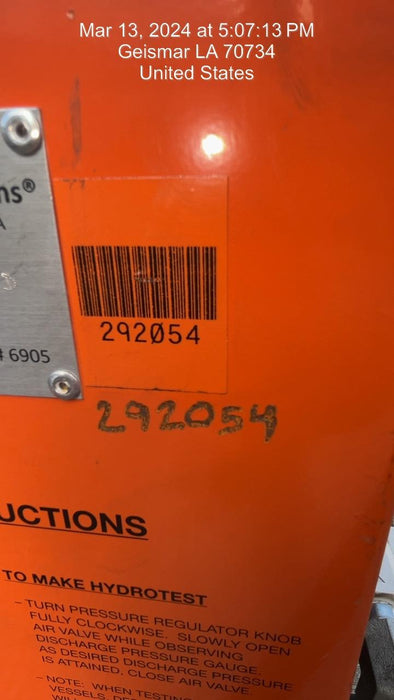 Mar 13, 2024 at 5:07:13 PM
Geismar LA 70734
United States
ns®
A
# 6905
292054
292054
UCTIONS
TO MAKE HYDROTEST
- TURN PRESSURE REGULATOR KNOB
FULLY CLOCKWISE. SLOWLY OPEN
AIR VALVE WHILE OBSERVING
DISCHARGE PRESSURE GAUGE.
AS DESIRED DISCHARGE PRESSURE
IS ATTAINED, CLOSE AIR VALVE.
- NOTE: WHEN TESTING
VESSELS,